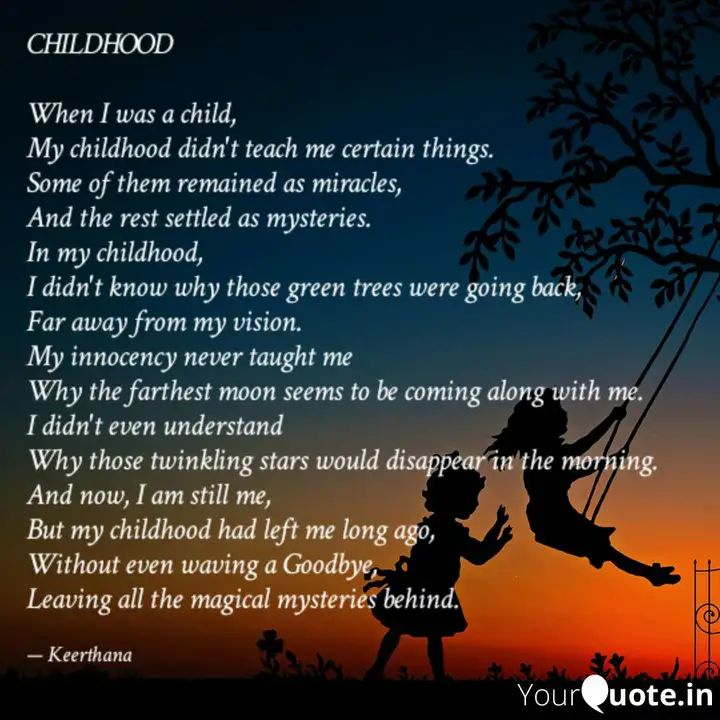 CHILDHOOD
When I was a child,
My childhood didn't teach me certain things.
Some of them remained as miracles,
And the rest settled as mysteries.
In my childhood,
I didn't know why those green trees were going back,
Far away from my vision.
My innocency never taught me
Why the farthest moon seems to be coming along with me.
I didn't even understand
Why those twinkling stars would disappear in the morning.
And now, I am still me,
But my childhood had left me long ago,
Without even waving a Goodbye,
Leaving all the magical mysteries behind.
— Keerthana
YourQuote.in